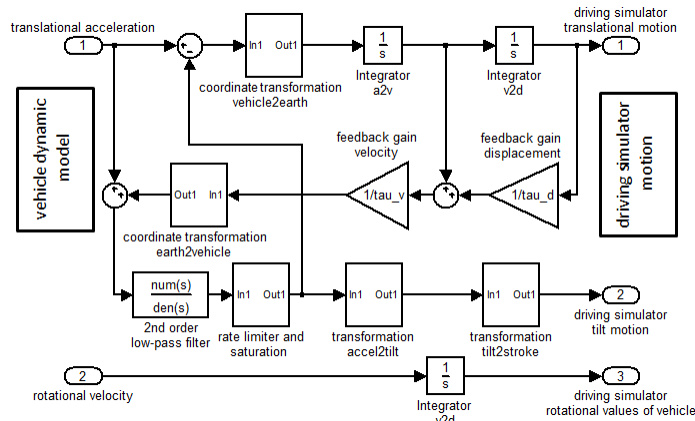 translational acceleration
1
+
-
In1 Out1
coordinate transformation
vehicle2earth
1
s
Integrator
a2v
1
s
Integrator
v2d
driving simulator
translational motion
1
vehicle dynamic
model
driving simulator
motion
feedback gain
velocity
1/tau_v
feedback gain
displacement
1/tau_d
+
+
Out1 In1
coordinate transformation
earth2vehicle
+
+
num(s)
den(s)
2nd order
low-pass filter
In1 Out1
rate limiter and
saturation
In1 Out1
transformation
accel2tilt
In1 Out1
transformation
tilt2stroke
2
driving simulator
tilt motion
2
rotational velocity
1
s
Integrator
v2d
3
driving simulator
rotational values of vehicle